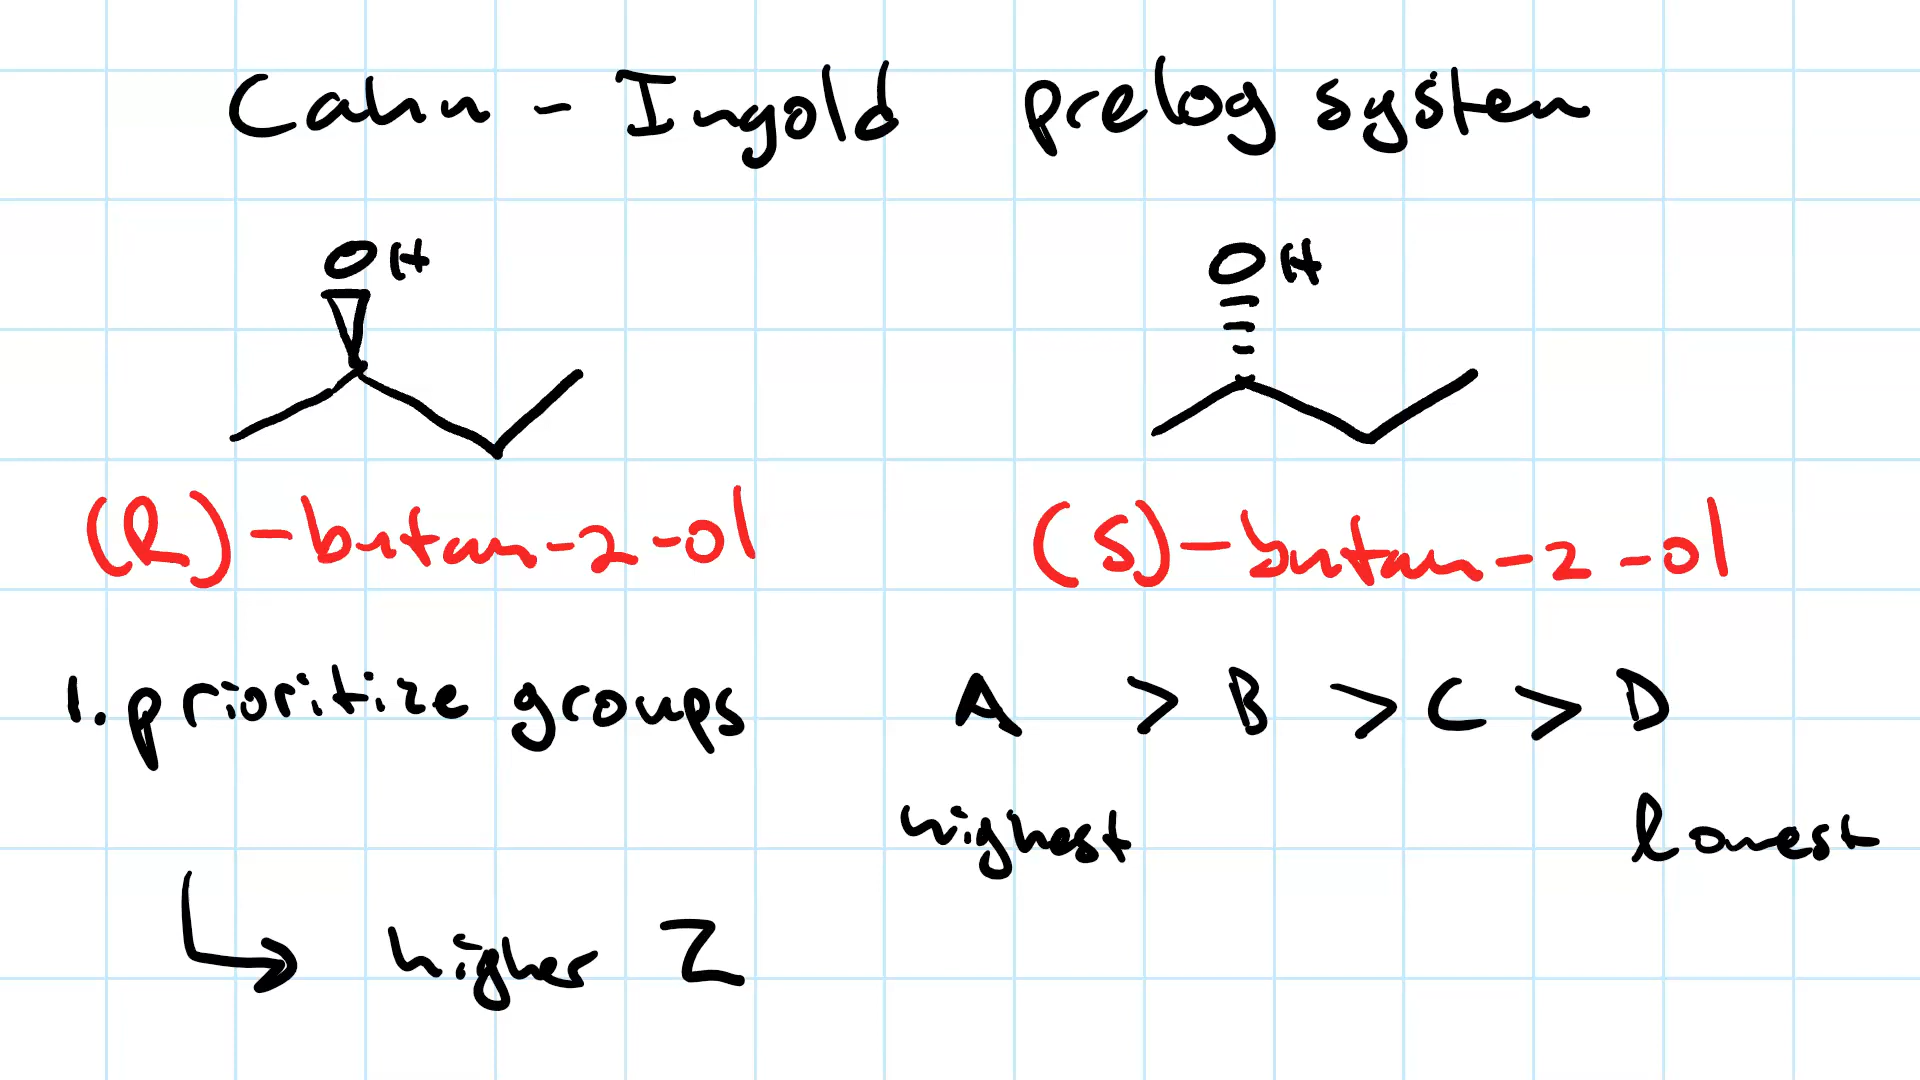 Cahn - Ingold prelog system
OH OH
(R)-butan-2-ol (S)-butan-2-ol
1. prioritize groups A > B > C > D
highest lowest
higher Z